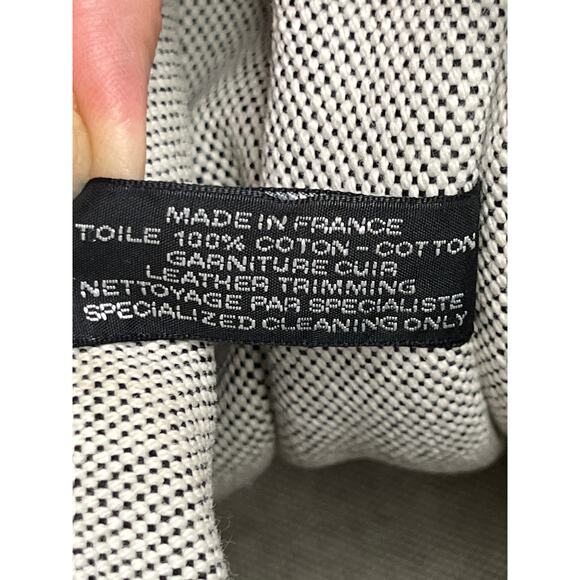 MADE IN FRANCE
TOILE 100% COTON - COTTON
GARNITURE CUIR
LEATHER TRIMMING
NETTOYAGE PAR SPECIALISTE
SPECIALIZED CLEANING ONLY